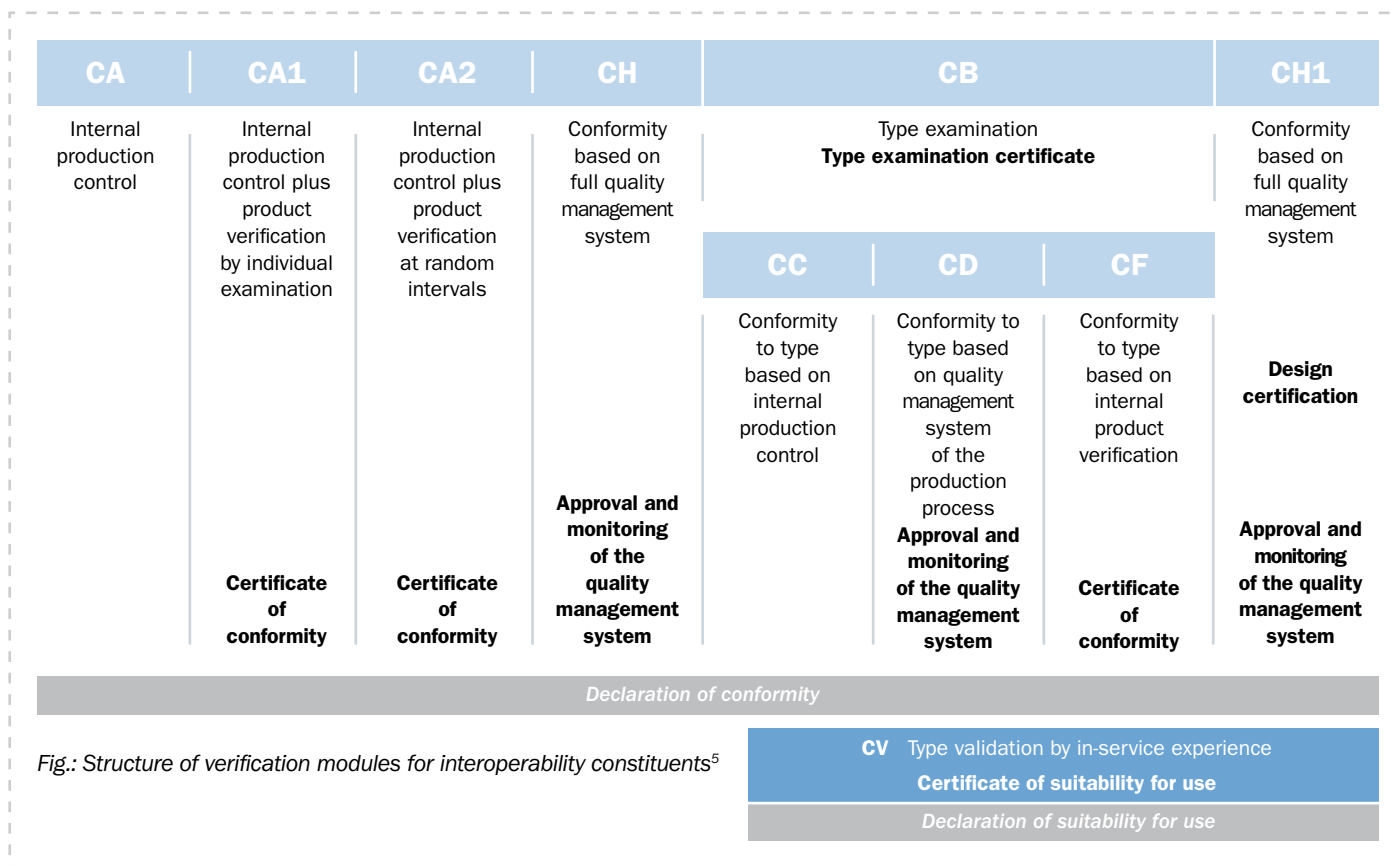 CA
CA1
CA2
CH
CB
CH1
Internal
production
control
Internal
production
control plus
product
verification
by individual
examination
Certificate
of
conformity
Internal
production
control plus
product
verification
at random
intervals
Certificate
of
conformity
Conformity
based on
full quality
management
system
Approval and
monitoring
of the
quality
management
system
Type examination
Type examination certificate
CC
CD
CF
Conformity
to type
based on
internal
production
control
Conformity to
type based
on quality
management
system
of the
production
process
Approval and
monitoring
of the quality
management
system
Conformity
to type
based on
internal
product
verification
Certificate
of
conformity
Conformity
based on
full quality
management
system
Design
certification
Approval and
monitoring
of the quality
management
system
Declaration of conformity
Fig.: Structure of verification modules for interoperability constituents5
CV Type validation by in-service experience
Certificate of suitability for use
Declaration of suitability for use